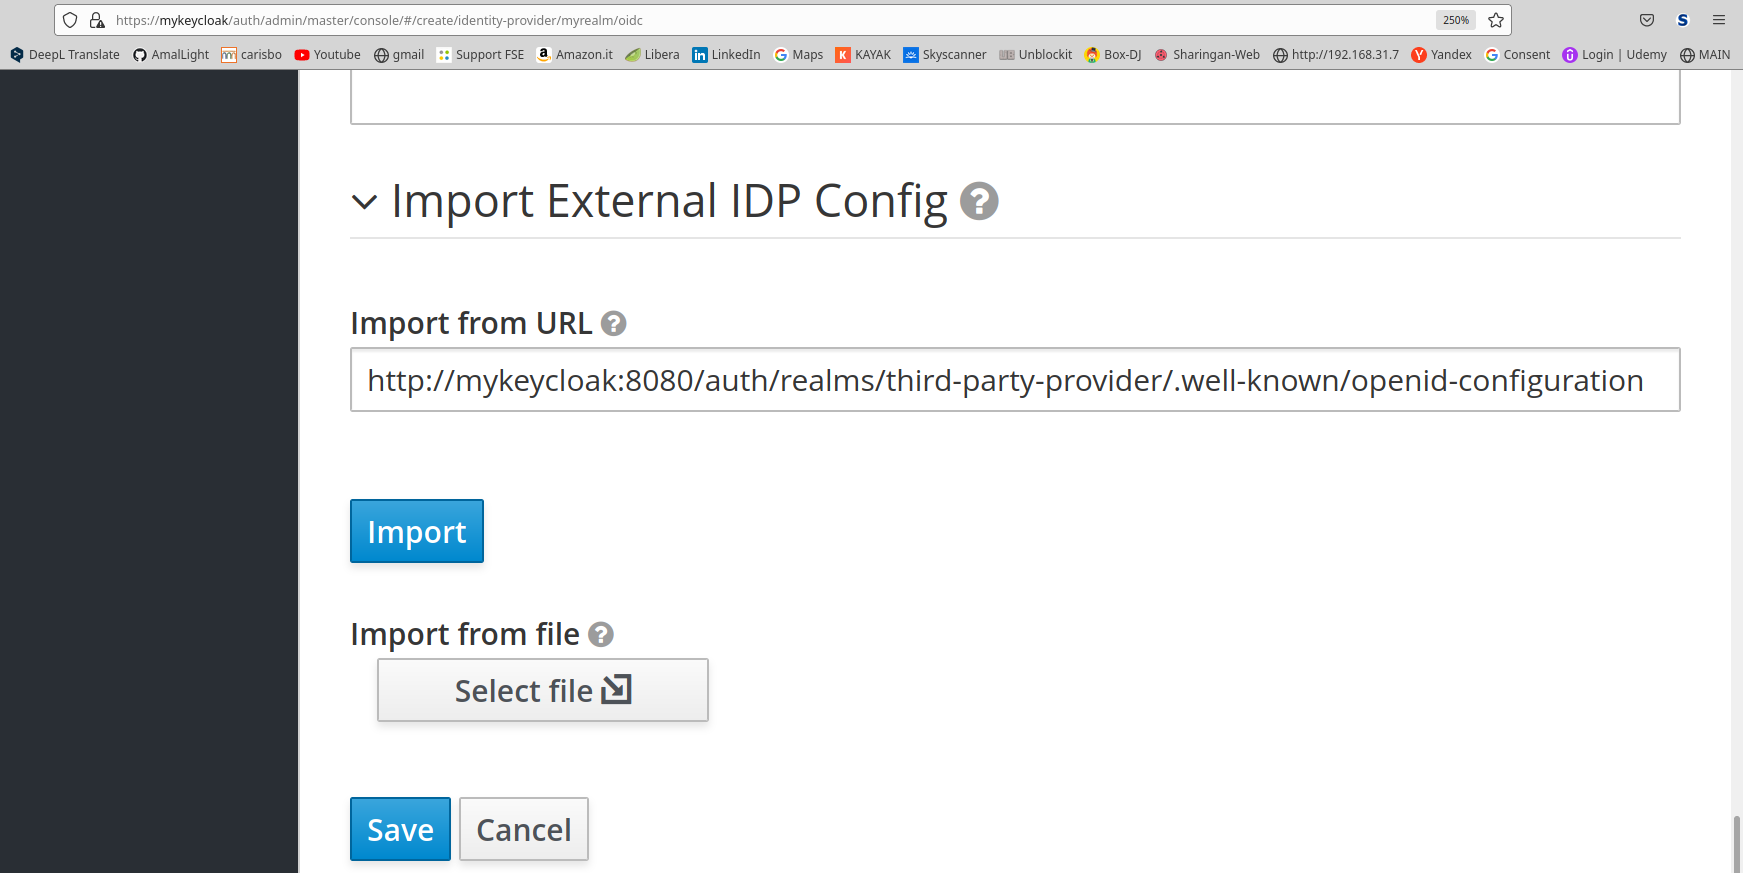 https://mykeycloak/auth/admin/master/console/#/create/identity-provider/myrealm/oidc 250% S
DeepL Translate AmalLight carisbo Youtube gmail Support FSE Amazon.it Libera LinkedIn Maps KAYAK Skyscanner Unblockit Box-DJ Sharingan-Web http://192.168.31.7 Yandex Consent Login | Udemy MAIN
Import External IDP Config ?
Import from URL ?
http://mykeycloak:8080/auth/realms/third-party-provider/.well-known/openid-configuration
Import
Import from file ?
Select file
Save Cancel